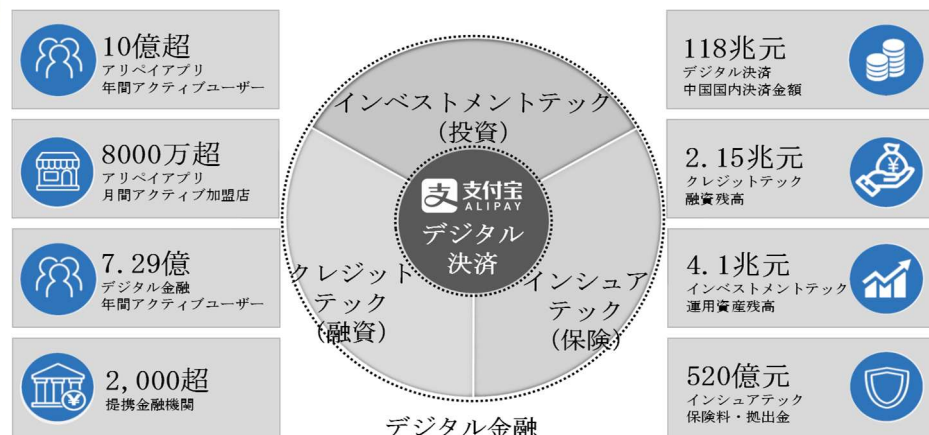 10億超
アリペイアプリ
年間アクティブユーザー
8000万超
アリペイアプリ
月間アクティブ加盟店
7.29億
デジタル金融
年間アクティブユーザー
2,000超
提携金融機関
インベストメントテック
(投資)
支 支付宝
ALIPAY
デジタル
決済
クレジット
テック
(融資)
インシュア
テック
(保険)
デジタル金融
118兆元
デジタル決済
中国国内決済金額
2.15兆元
クレジットテック
融資残高
4.1兆元
インベストメントテック
運用資産残高
520億元
インシュアテック
保険料・拠出金